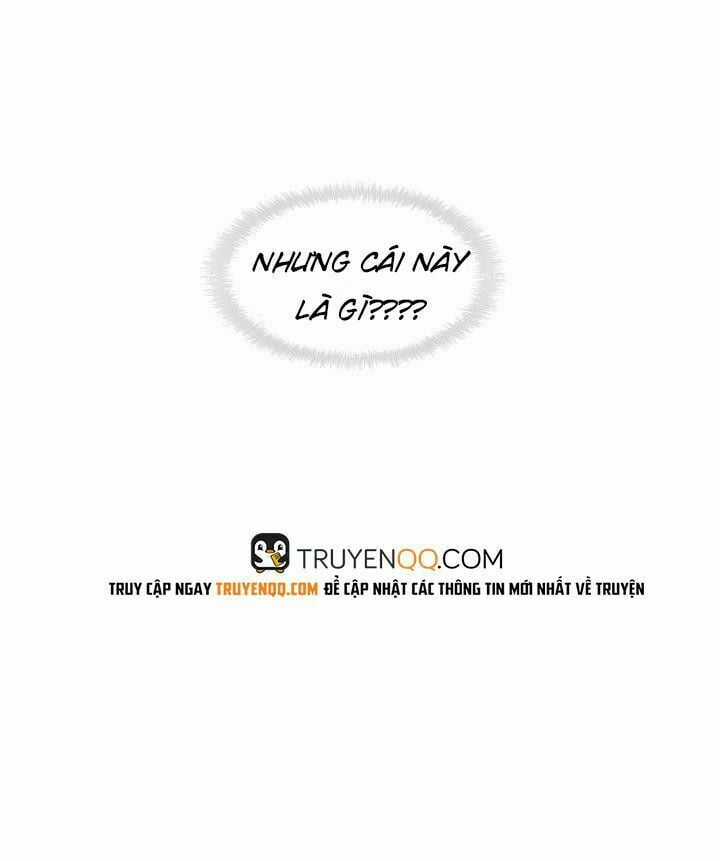 NHƯNG CÁI NÀY
LÀ GÌ????
TRUYENQQ.COM
TRUY CẬP NGAY TRUYENQQ.COM ĐỂ CẬP NHẬT CÁC THÔNG TIN MỚI NHẤT VỀ TRUYỆN